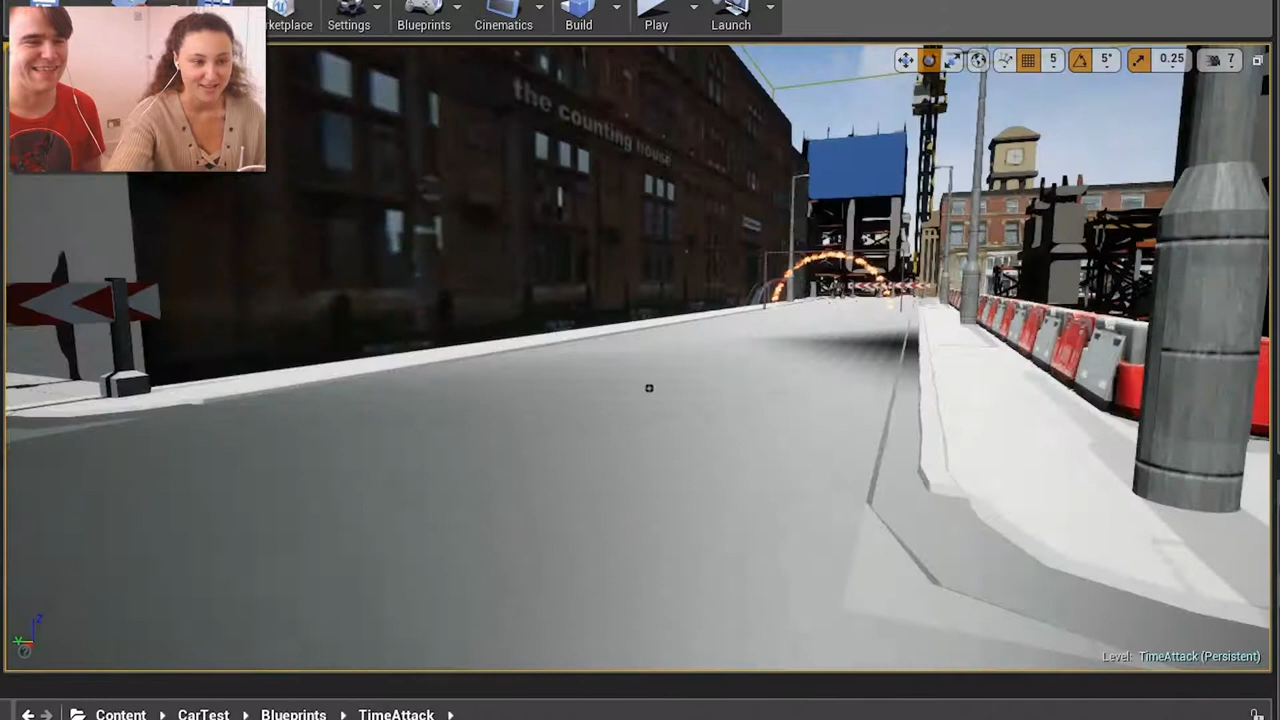 rketplace
Settings
Blueprints
Cinematics
Build
Play
Launch
5
5°
0.25
7
the counting house
Level: TimeAttack (Persistent)
Content
CarTest
Blueprints
TimeAttack